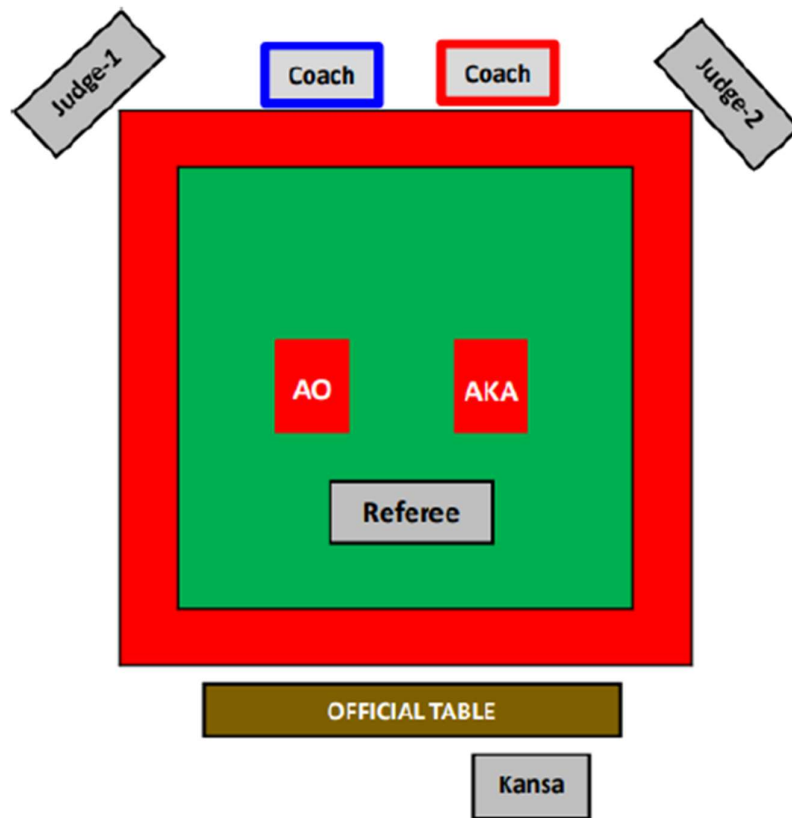 Judge-1
Coach
Coach
Judge-2
AO
AKA
Referee
OFFICIAL TABLE
Kansa